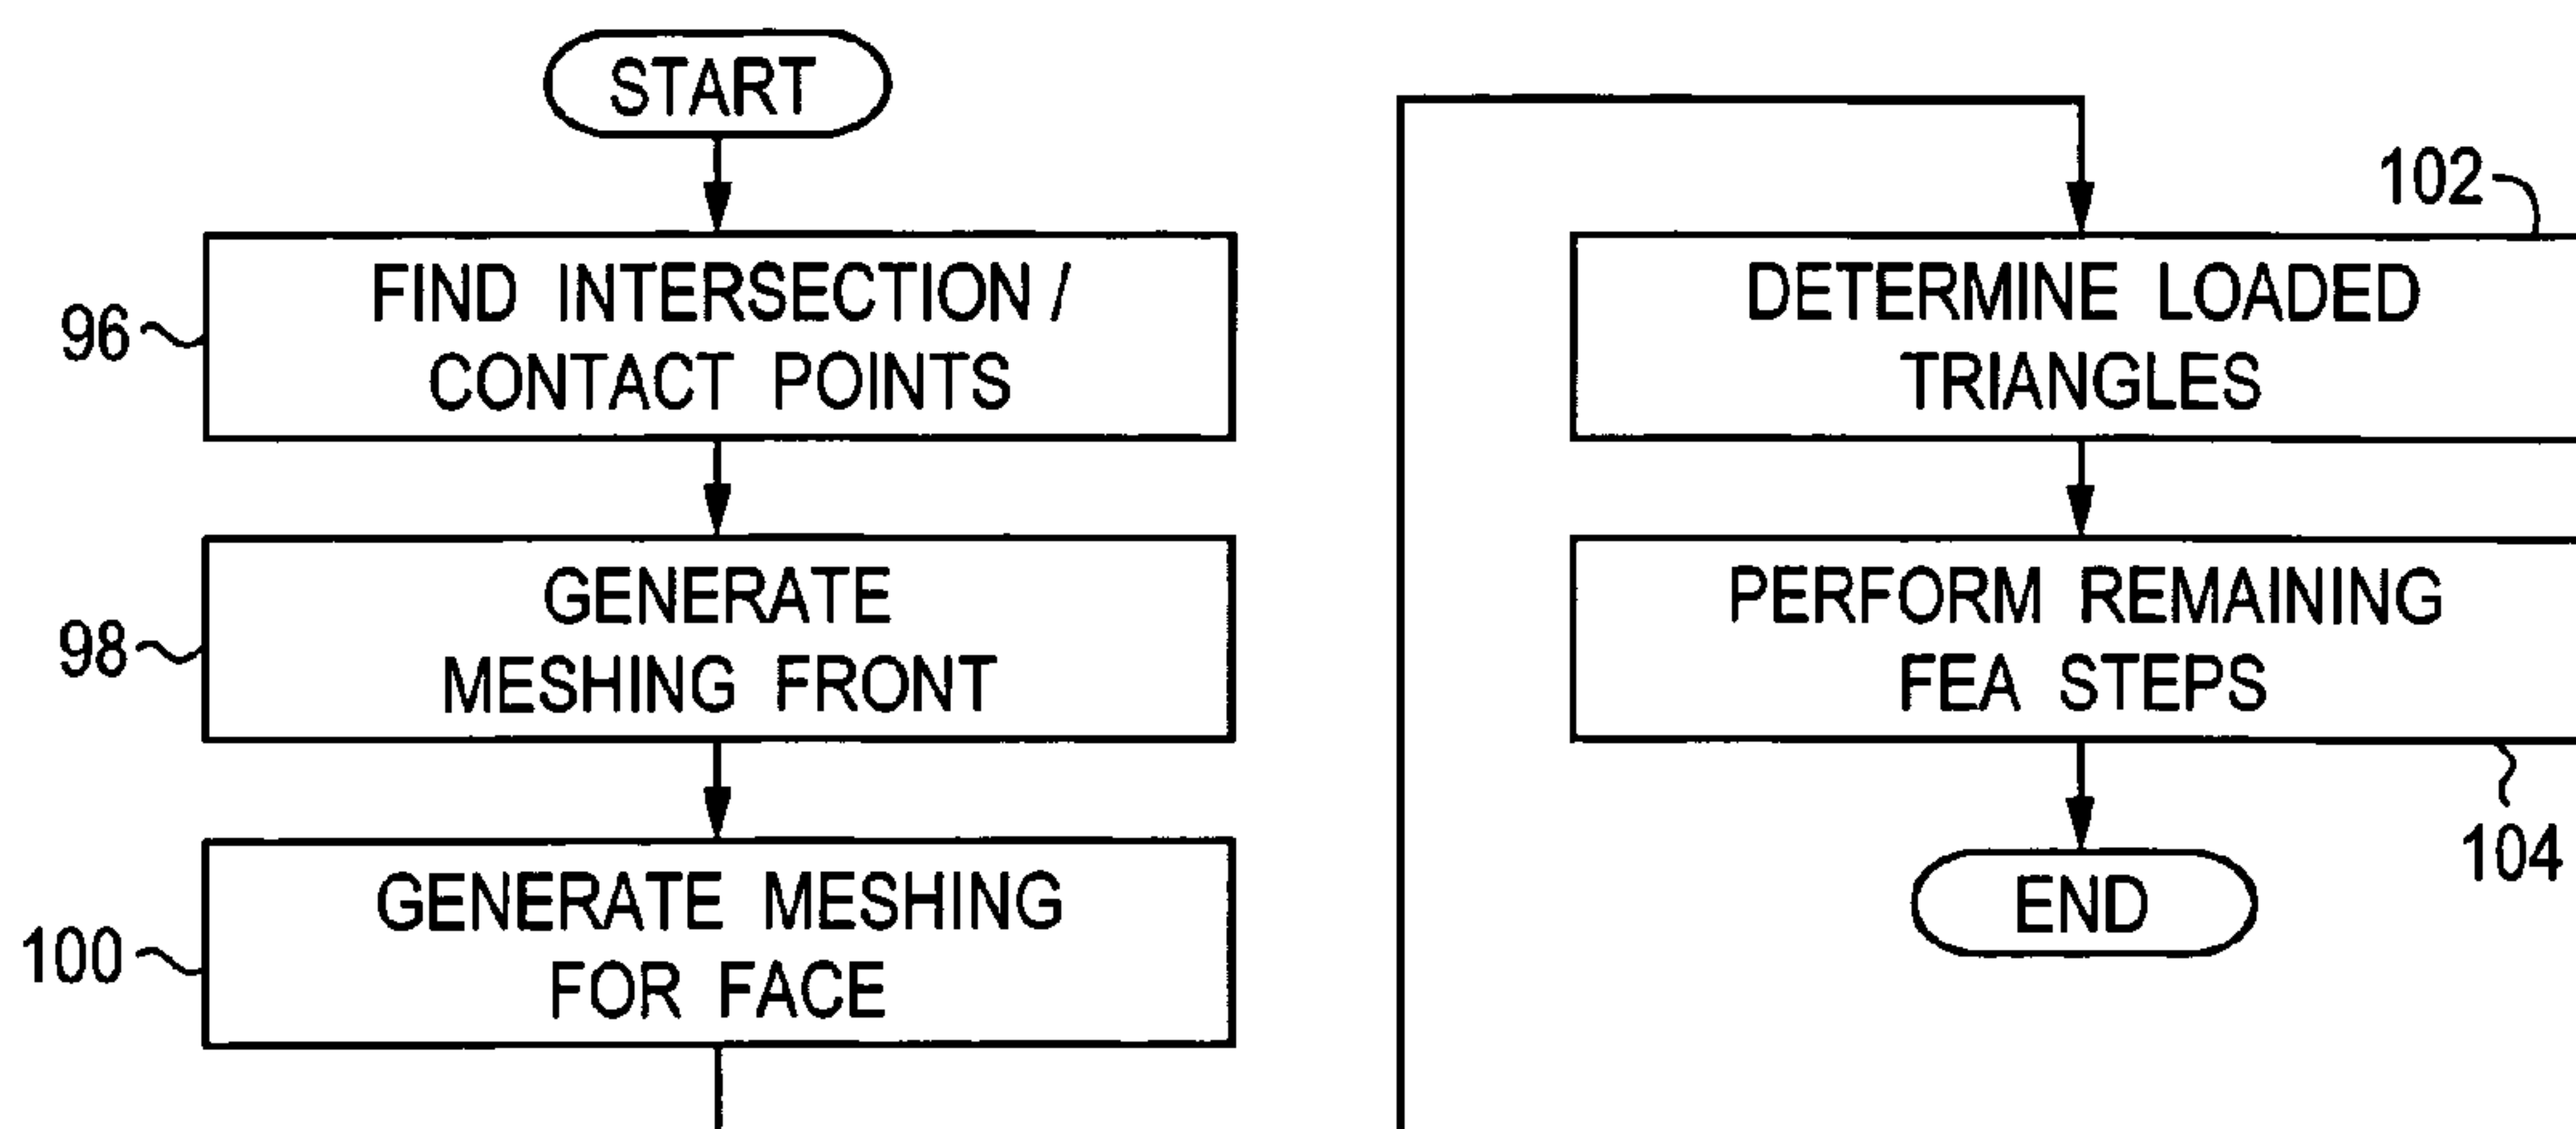 START
96
FIND INTERSECTION /
CONTACT POINTS
98
GENERATE
MESHING FRONT
100
GENERATE MESHING
FOR FACE
102
DETERMINE LOADED
TRIANGLES
PERFORM REMAINING
FEA STEPS
104
END